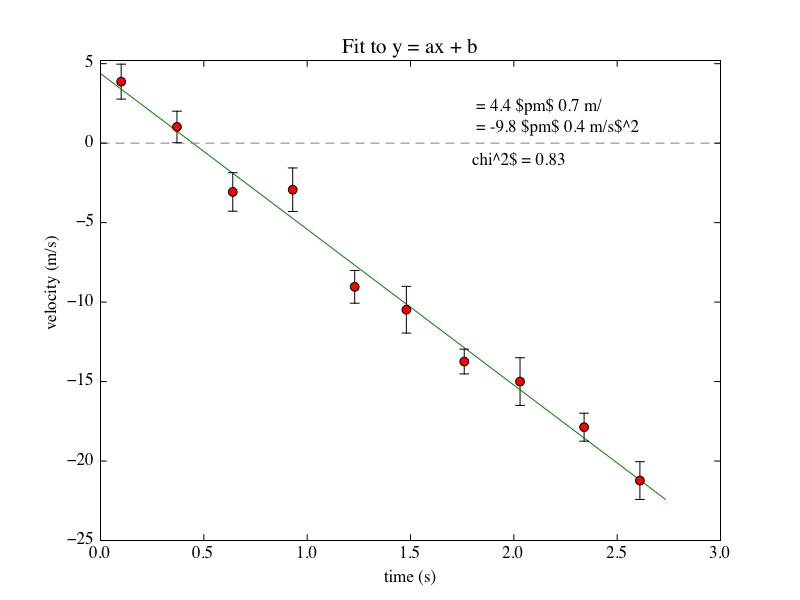 Fit to y = ax + b
= 4.4 $pm$ 0.7 m/
= -9.8 $pm$ 0.4 m/s$^2
chi^2$ = 0.83
5
0
−5
−10
−15
−20
−25
velocity (m/s)
0.0 0.5 1.0 1.5 2.0 2.5 3.0
time (s)